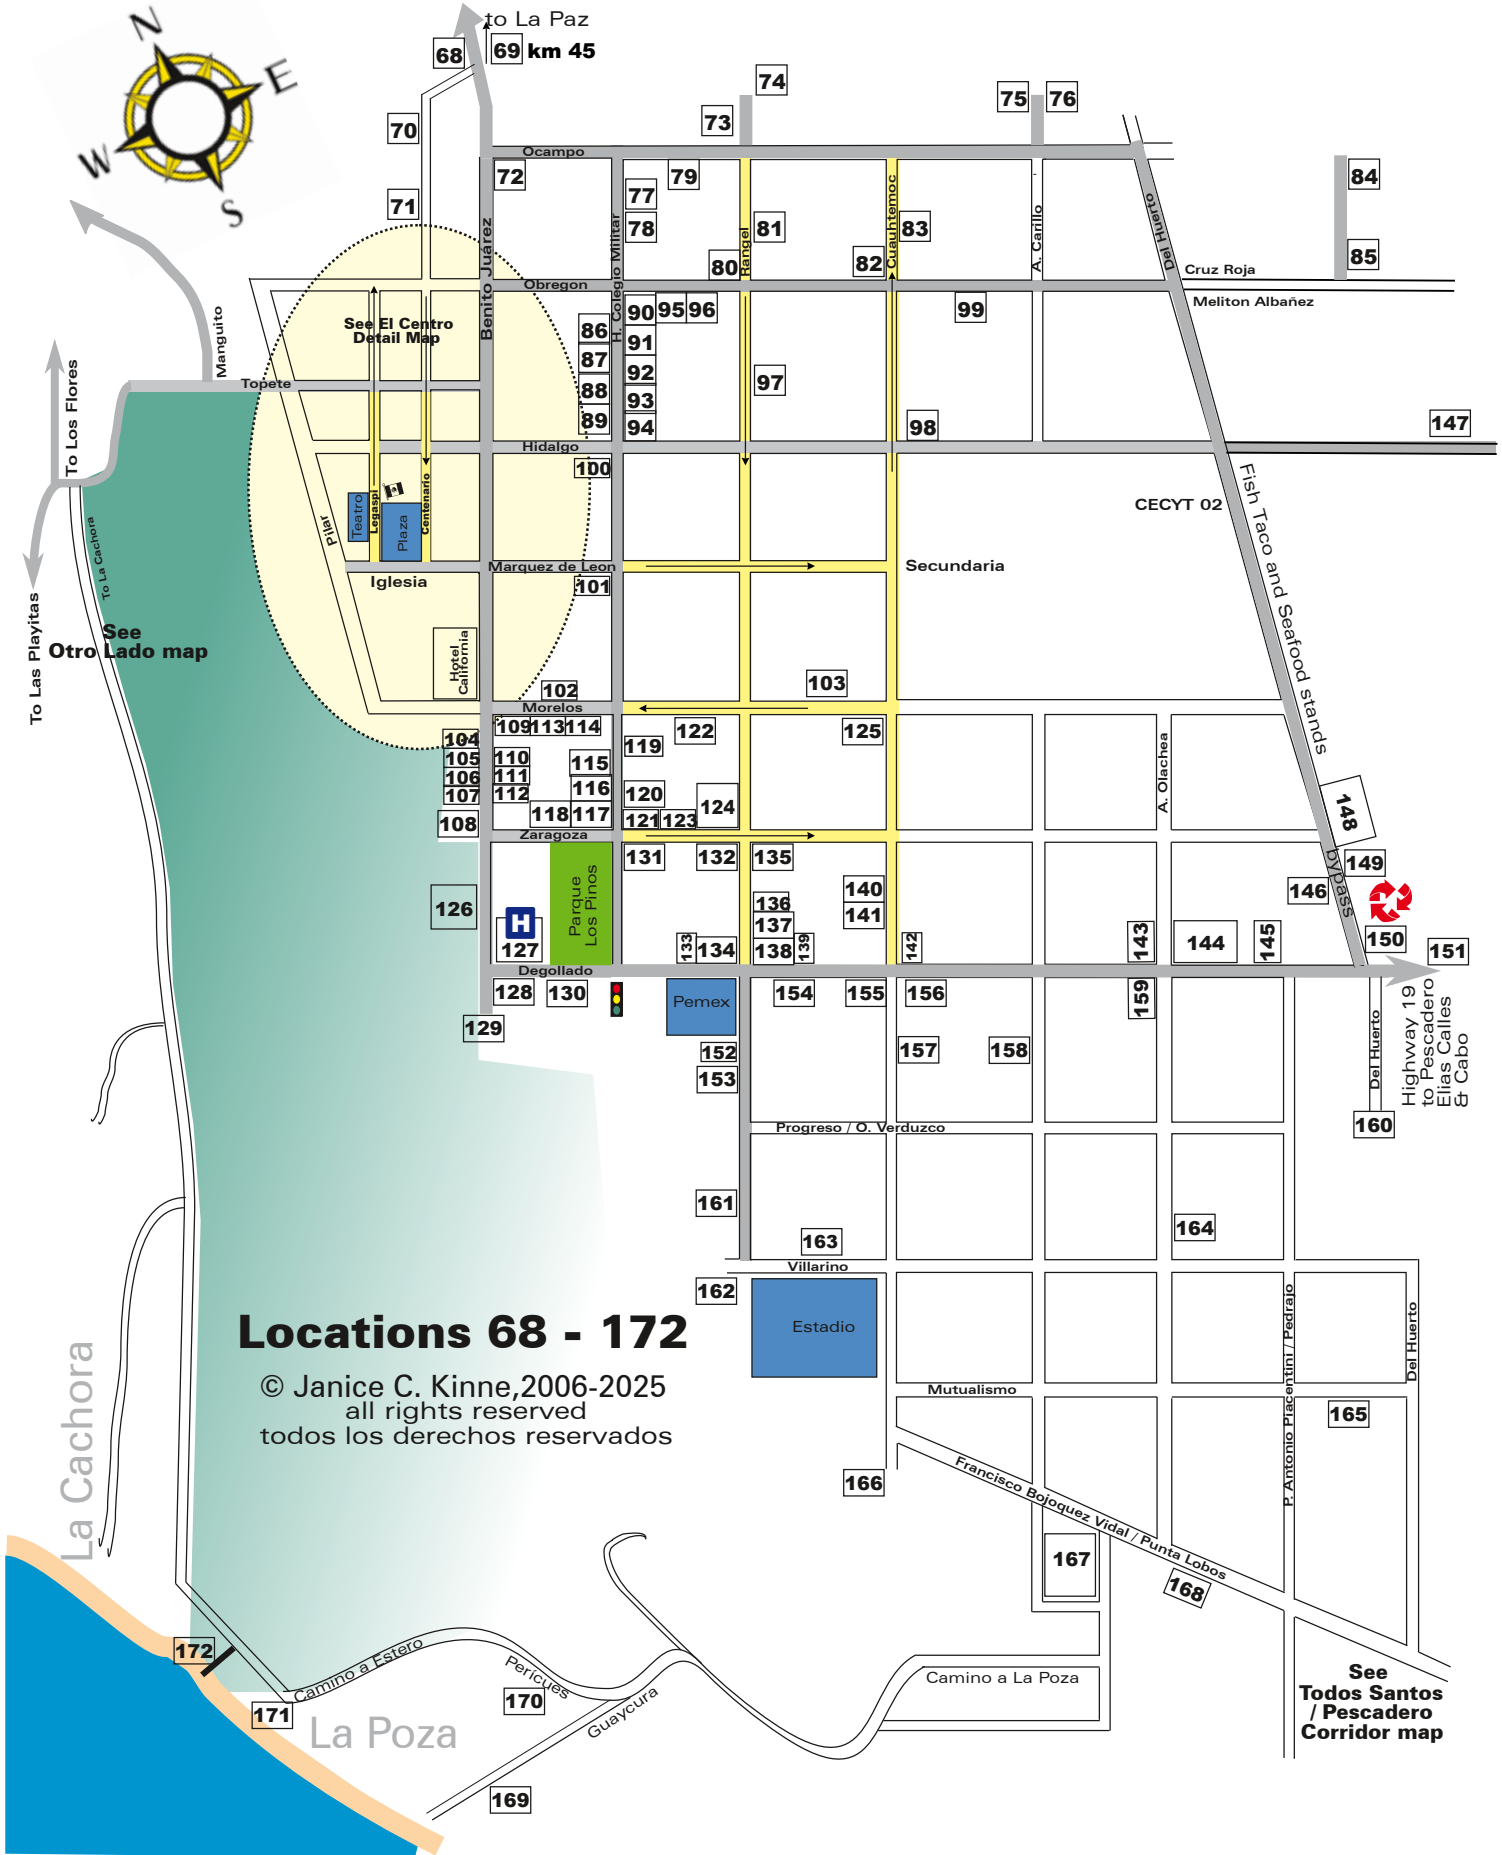 N
E
W
S
to La Paz
68
69 km 45
70
71
72
73
74
75
76
77
78
79
80
81
82
83
84
85
Ocampo
Benito Juárez
H. Colegio Militar
Rangel
Cuauhtemoc
A. Carillo
Del Huerto
Cruz Roja
Meliton Albañez
Obregon
See El Centro
Detail Map
Manguito
Topete
To Los Flores
86
87
88
89
90
91
92
93
94
95
96
97
98
99
147
Hidalgo
100
Teatro
Legaspi
Plaza
Centenario
Pilar
Marquez de Leon
Iglesia
101
CECYT 02
Secundaria
Fish Taco and Seafood stands
To La Cachora
To Las Playitas
See
Otro Lado map
Hotel
California
102
103
Morelos
104
105
106
107
108
109
110
111
112
113
114
115
116
117
118
119
120
121
122
123
124
125
A. Olachea
148
bypass
149
146
150
151
Zaragoza
126
H
127
Parque
Los Pinos
131
132
133
134
135
136
137
138
139
140
141
142
143
144
145
Degollado
128
129
130
Pemex
152
153
154
155
156
157
158
159
Del Huerto
160
Highway 19
to Pescadero
Elias Calles
& Cabo
Progreso / O. Verduzco
161
162
163
164
Villarino
Estadio
Mutualismo
P. Antonio Piacentini / Pedrajo
Del Huerto
165
166
Francisco Bojoquez Vidal / Punta Lobos
167
168
Locations 68 - 172
© Janice C. Kinne,2006-2025
all rights reserved
todos los derechos reservados
La Cachora
172
171
Camino a Estero
Pericues
170
Guaycura
169
La Poza
Camino a La Poza
See
Todos Santos
/ Pescadero
Corridor map